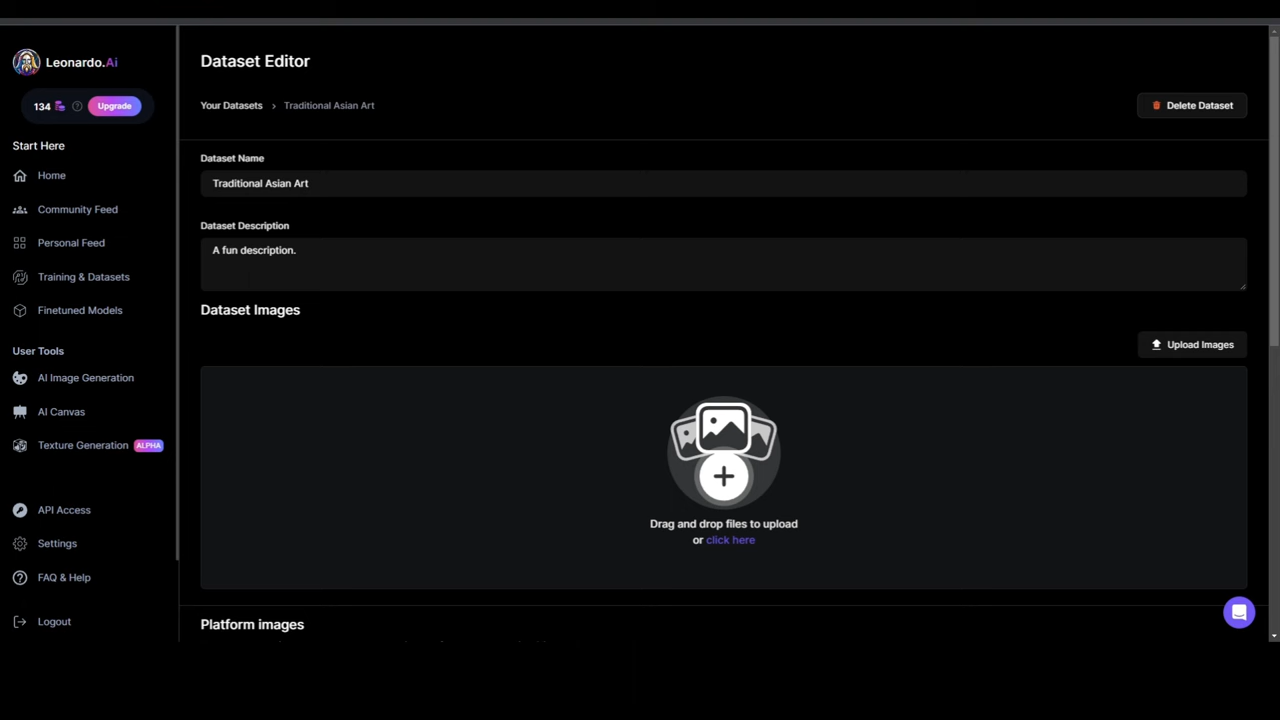 Leonardo.Ai
134
Upgrade
Start Here
Home
Community Feed
Personal Feed
Training & Datasets
Finetuned Models
User Tools
AI Image Generation
AI Canvas
Texture Generation ALPHA
API Access
Settings
FAQ & Help
Logout
Dataset Editor
Your Datasets > Traditional Asian Art
Delete Dataset
Dataset Name
Traditional Asian Art
Dataset Description
A fun description.
Dataset Images
Upload Images
Drag and drop files to upload
or click here
Platform images